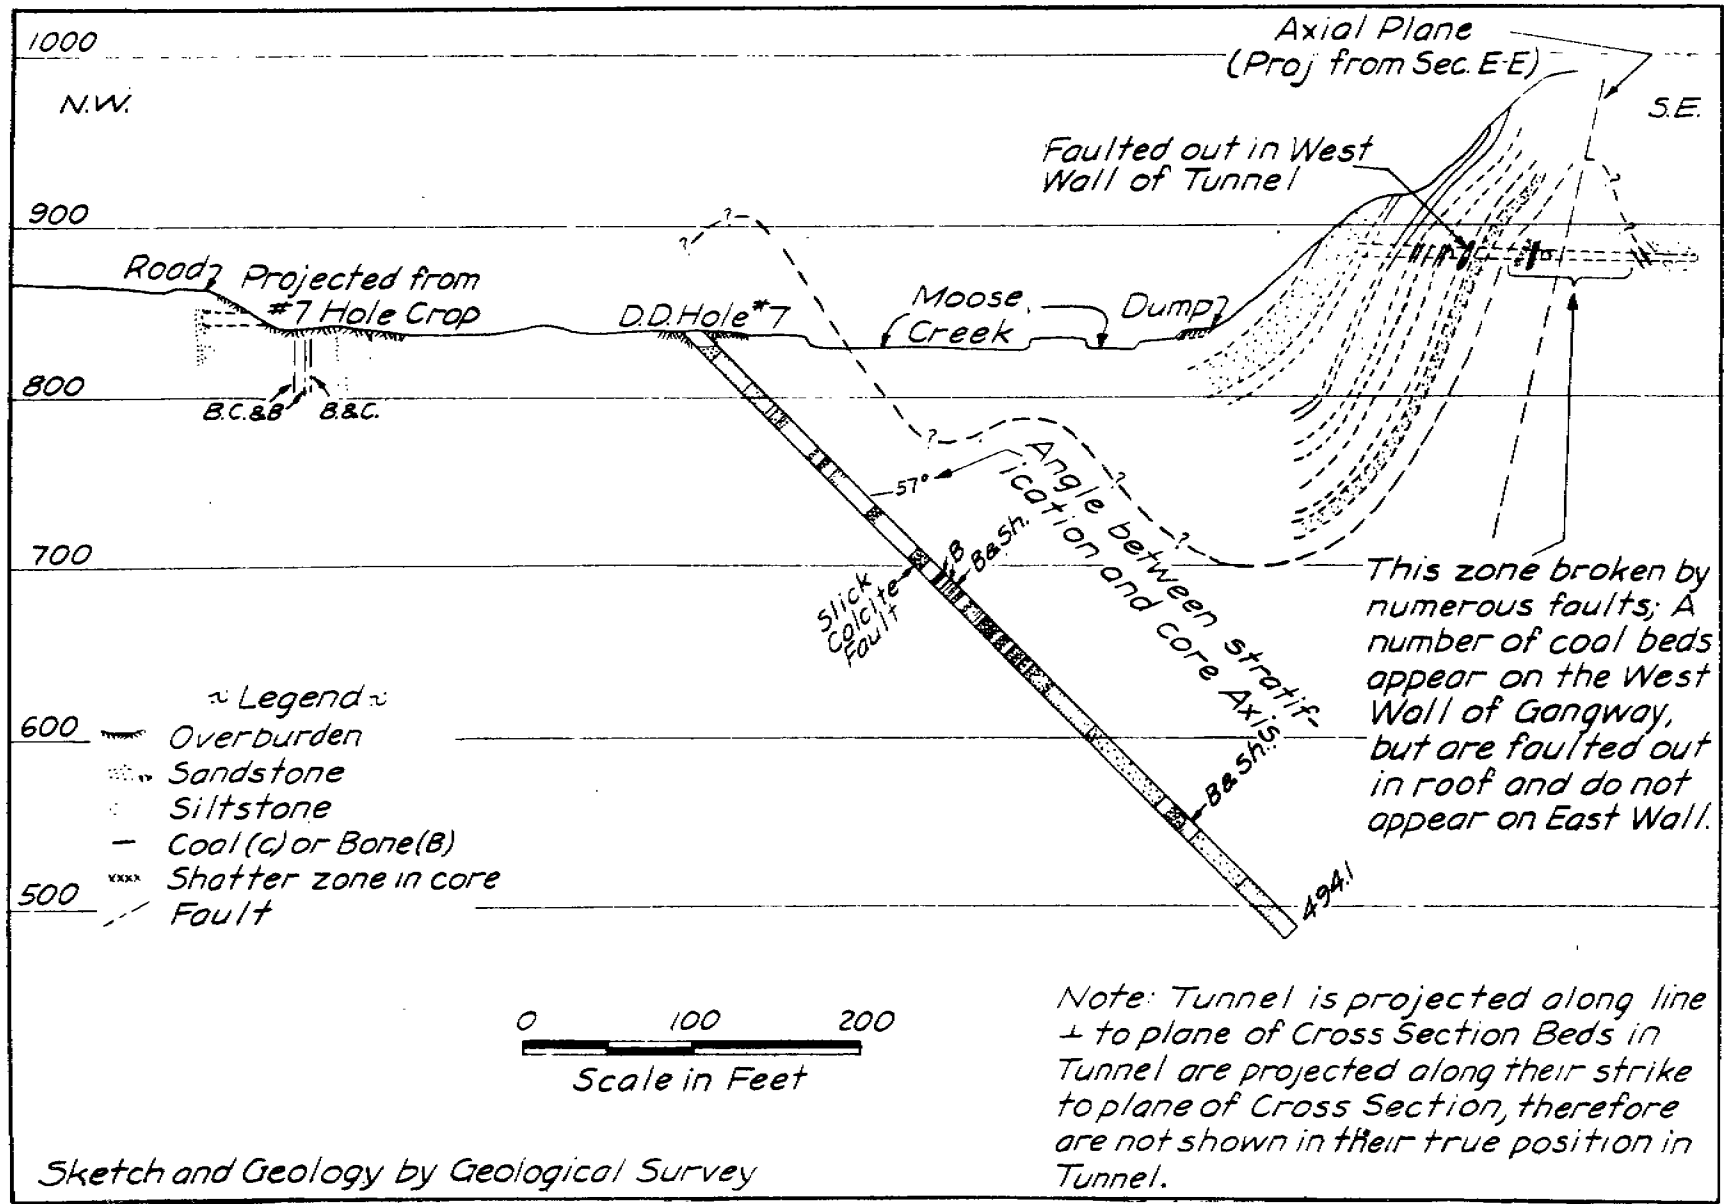 1000
N.W.
Axial Plane
(Proj from Sec. E-E)
S.E.
Faulted out in West
Wall of Tunnel
900
?
?
?
?
Road
Projected from
#7 Hole Crop
D.D. Hole #7
Moose
Creek
Dump
800
B.C.&B
B.&C.
?
?
?
57°
Angle between stratif-
ication and core Axis.
700
B
B&Sh.
Slick
Calcite
Fault
This zone broken by
numerous faults; A
number of coal beds
appear on the West
Wall of Gangway,
but are faulted out
in roof and do not
appear on East Wall.
~ Legend ~
600
Overburden
Sandstone
Siltstone
Coal (c) or Bone (B)
xxxx Shatter zone in core
500
Fault
B&Sh.
494.1
0 100 200
Scale in Feet
Note: Tunnel is projected along line
⊥ to plane of Cross Section Beds in
Tunnel are projected along their strike
to plane of Cross Section, therefore
are not shown in their true position in
Tunnel.
Sketch and Geology by Geological Survey